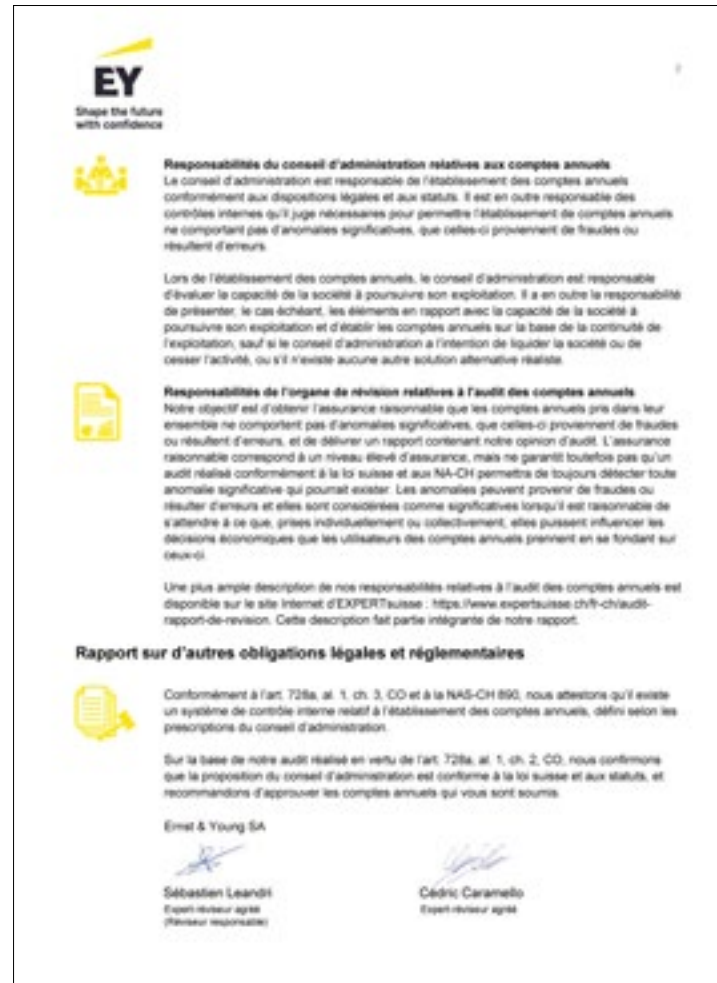 EY
Shape the future
with confidence
Responsabilités du conseil d'administration relatives aux comptes annuels
Le conseil d'administration est responsable de l'établissement des comptes annuels
conformément aux dispositions légales et aux statuts. Il est en outre responsable des
contrôles internes qu'il juge nécessaires pour permettre l'établissement de comptes annuels
ne comportant pas d'anomalies significatives, que celles-ci proviennent de fraudes ou
résultent d'erreurs.
Lors de l'établissement des comptes annuels, le conseil d'administration est responsable
d'évaluer la capacité de la société à poursuivre son exploitation. Il a en outre la responsabilité
de présenter, le cas échéant, les éléments en rapport avec la capacité de la société à
poursuivre son exploitation et d'établir les comptes annuels sur la base de la continuité de
l'exploitation, sauf si le conseil d'administration a l'intention de liquider la société ou de
cesser l'activité, ou s'il n'existe aucune autre solution alternative réaliste.
Responsabilités de l'organe de révision relatives à l'audit des comptes annuels
Notre objectif est d'obtenir l'assurance raisonnable que les comptes annuels pris dans leur
ensemble ne comportent pas d'anomalies significatives, que celles-ci proviennent de fraudes
ou résultent d'erreurs, et de délivrer un rapport contenant notre opinion d'audit. L'assurance
raisonnable correspond à un niveau élevé d'assurance, mais ne garantit toutefois pas qu'un
audit réalisé conformément à la loi suisse et aux NA-CH permettra de toujours détecter toute
anomalie significative qui pourrait exister. Les anomalies peuvent provenir de fraudes ou
résulter d'erreurs et elles sont considérées comme significatives lorsqu'il est raisonnable de
s'attendre à ce que, prises individuellement ou collectivement, elles puissent influencer les
décisions économiques que les utilisateurs des comptes annuels prennent en se fondant sur
ceux-ci.
Une plus ample description de nos responsabilités relatives à l'audit des comptes annuels est
disponible sur le site Internet d'EXPERTsuisse : https://www.expertsuisse.ch/fr-ch/audit-
rapport-de-revision. Cette description fait partie intégrante de notre rapport.
Rapport sur d'autres obligations légales et réglementaires
Conformément à l'art. 728a, al. 1, ch. 3, CO et à la NAS-CH 890, nous attestons qu'il existe
un système de contrôle interne relatif à l'établissement des comptes annuels, défini selon les
prescriptions du conseil d'administration.
Sur la base de notre audit réalisé en vertu de l'art. 728a, al. 1, ch. 2, CO, nous confirmons
que la proposition du conseil d'administration est conforme à la loi suisse et aux statuts, et
recommandons d'approuver les comptes annuels qui vous sont soumis.
Ernst & Young SA
Sébastien Leandri
Cédric Caramello
Expert-réviseur agréé
Expert-réviseur agréé
(Réviseur responsable)